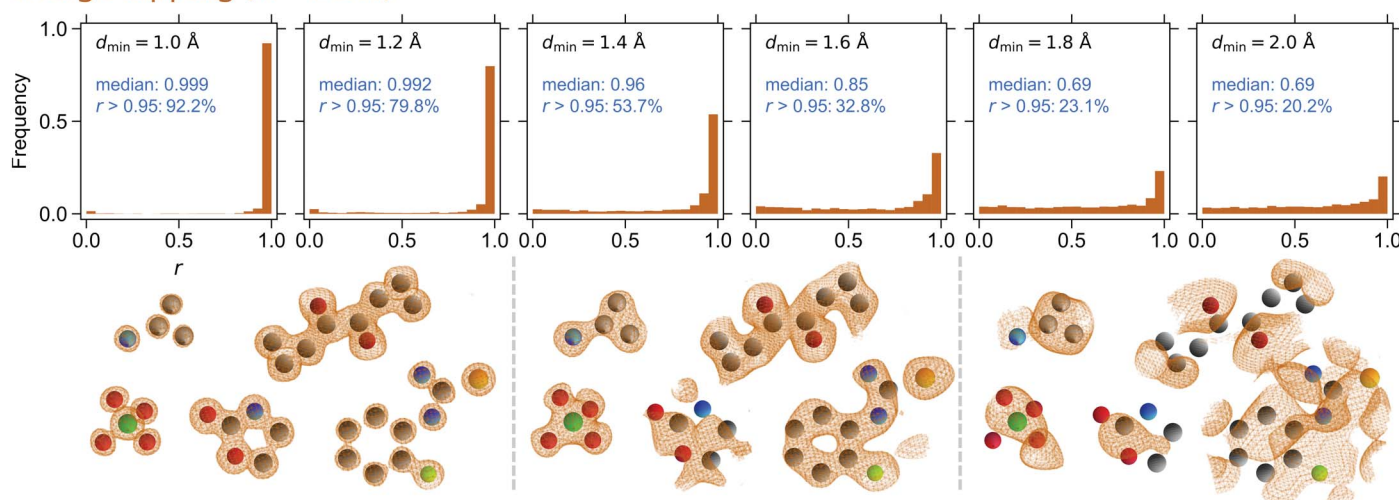 d_min = 1.0 Å
median: 0.999
r > 0.95: 92.2%
d_min = 1.2 Å
median: 0.992
r > 0.95: 79.8%
d_min = 1.4 Å
median: 0.96
r > 0.95: 53.7%
d_min = 1.6 Å
median: 0.85
r > 0.95: 32.8%
d_min = 1.8 Å
median: 0.69
r > 0.95: 23.1%
d_min = 2.0 Å
median: 0.69
r > 0.95: 20.2%
Frequency
1.0
0.5
0.0
0.0 0.5 1.0
0.0 0.5 1.0
0.0 0.5 1.0
0.0 0.5 1.0
0.0 0.5 1.0
0.0 0.5 1.0
r